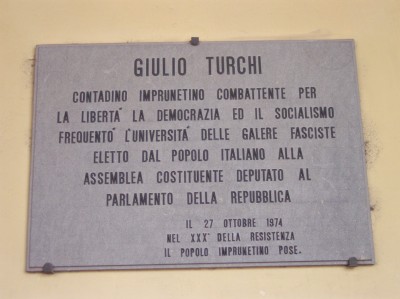 GIULIO TURCHI
CONTADINO IMPRUNETINO COMBATTENTE PER
LA LIBERTA' LA DEMOCRAZIA ED IL SOCIALISMO
FREQUENTO' L'UNIVERSITA' DELLE GALERE FASCISTE
ELETTO DAL POPOLO ITALIANO ALLA
ASSEMBLEA COSTITUENTE DEPUTATO AL
PARLAMENTO DELLA REPUBBLICA
IL 27 OTTOBRE 1974
NEL XXX° DELLA RESISTENZA
IL POPOLO IMPRUNETINO POSE.